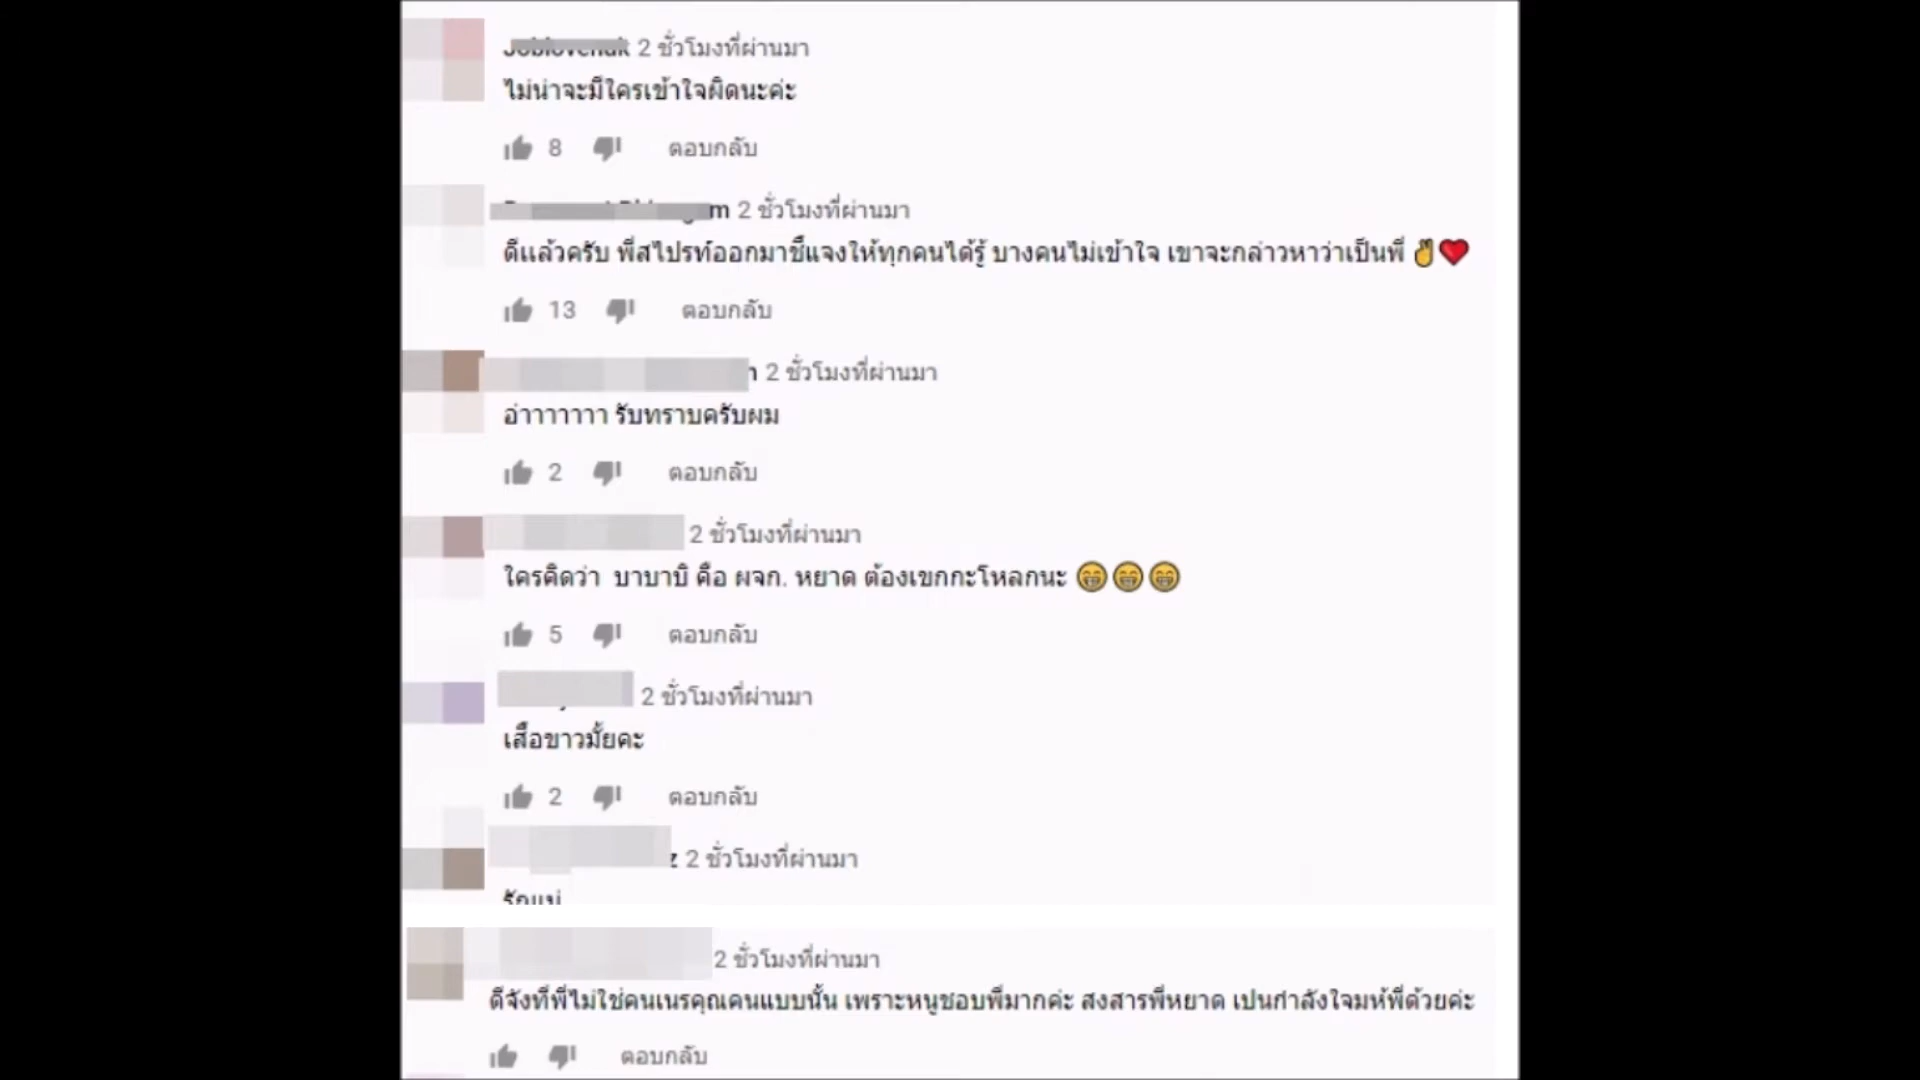 2 ชั่วโมงที่ผ่านมา
ไม่น่าจะมีใครเข้าใจผิดนะค่ะ
8 ตอบกลับ
2 ชั่วโมงที่ผ่านมา
ดีแล้วครับ พี่สไปรท์ออกมาชี้แจงให้ทุกคนได้รู้ บางคนไม่เข้าใจ เขาจะกล่าวหาว่าเป็นพี่ ✌❤
13 ตอบกลับ
2 ชั่วโมงที่ผ่านมา
อ่าาาาาาา รับทราบครับผม
2 ตอบกลับ
2 ชั่วโมงที่ผ่านมา
ใครคิดว่า บาบาบิ คือ ผจก. หยาด ต้องเขกกะโหลกนะ 😁😁😁
5 ตอบกลับ
2 ชั่วโมงที่ผ่านมา
เสื้อขาวมั้ยคะ
2 ตอบกลับ
z 2 ชั่วโมงที่ผ่านมา
รักแม่
2 ชั่วโมงที่ผ่านมา
ดีจังที่พี่ไม่ใช่คนเนรคุณคนแบบนั้น เพราะหนูชอบพี่มากค่ะ สงสารพี่หยาด เปนกำลังใจมห้พี่ด้วยค่ะ
ตอบกลับ